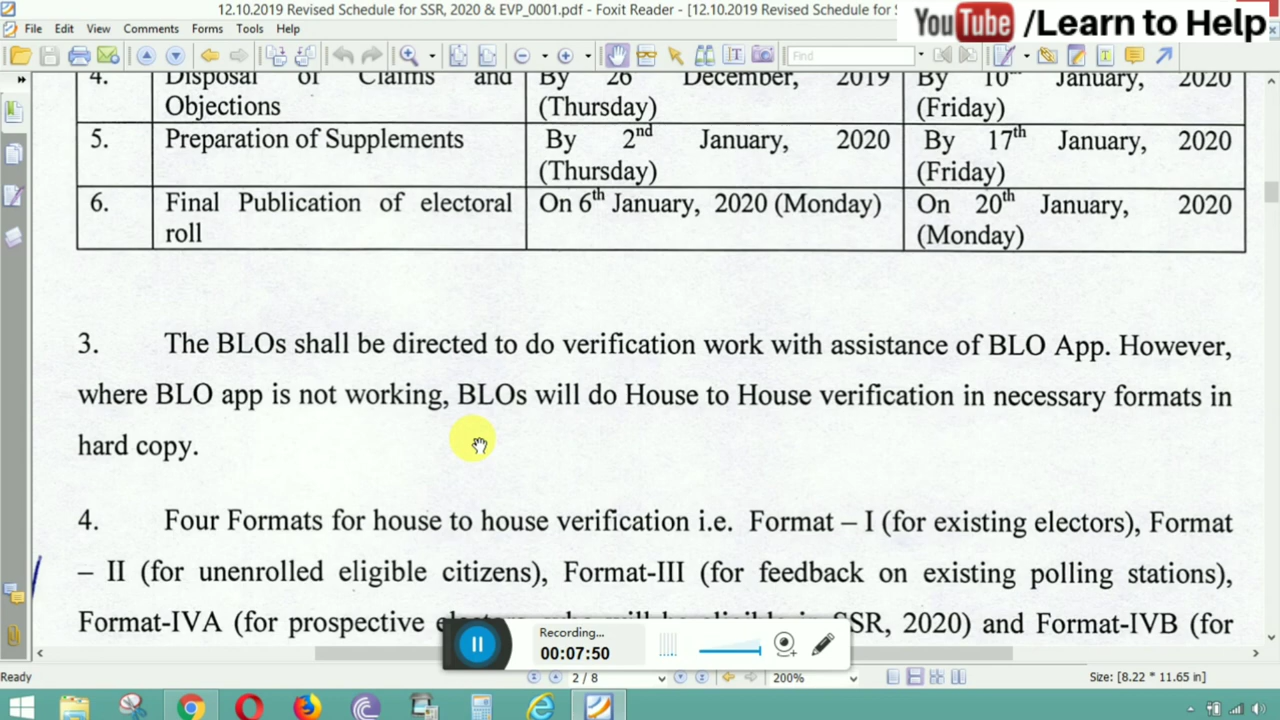 12.10.2019 Revised Schedule for SSR, 2020 & EVP_0001.pdf - Foxit Reader - [12.10.2019 Revised Schedule for S
YouTube /Learn to Help
File Edit View Comments Forms Tools Help
Find
4. Disposal of Claims and Objections By 26 December, 2019 (Thursday) By 10th January, 2020 (Friday)
5. Preparation of Supplements By 2nd January, 2020 (Thursday) By 17th January, 2020 (Friday)
6. Final Publication of electoral roll On 6th January, 2020 (Monday) On 20th January, 2020 (Monday)
3. The BLOs shall be directed to do verification work with assistance of BLO App. However,
where BLO app is not working, BLOs will do House to House verification in necessary formats in
hard copy.
4. Four Formats for house to house verification i.e. Format – I (for existing electors), Format
– II (for unenrolled eligible citizens), Format-III (for feedback on existing polling stations),
Format-IVA (for prospective SSR, 2020) and Format-IVB (for
Recording...
00:07:50
Ready 2 / 8 200% Size: [8.22 * 11.65 in]